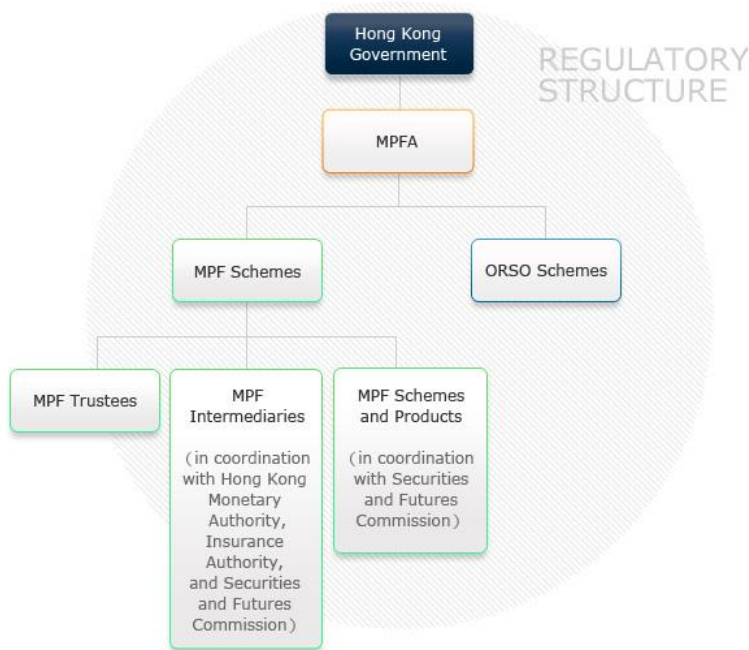 Hong Kong
Government
REGULATORY
STRUCTURE
MPFA
MPF Schemes
ORSO Schemes
MPF Trustees
MPF
Intermediaries
(in coordination
with Hong Kong
Monetary
Authority,
Insurance
Authority,
and Securities
and Futures
Commission)
MPF Schemes
and Products
(in coordination
with Securities
and Futures
Commission)